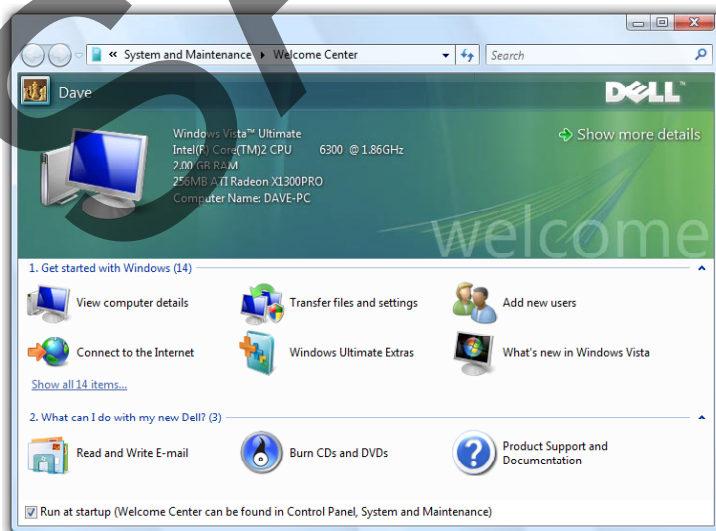 « System and Maintenance ▸ Welcome Center
Search
Dave
DELL™
Windows Vista™ Ultimate
Intel(R) Core(TM)2 CPU 6300 @ 1.86GHz
2.00 GB RAM
256MB ATI Radeon X1300PRO
Computer Name: DAVE-PC
Show more details
welcome
1. Get started with Windows (14)
View computer details
Transfer files and settings
Add new users
Connect to the Internet
Windows Ultimate Extras
What's new in Windows Vista
Show all 14 items...
2. What can I do with my new Dell? (3)
Read and Write E-mail
Burn CDs and DVDs
Product Support and
Documentation
Run at startup (Welcome Center can be found in Control Panel, System and Maintenance)